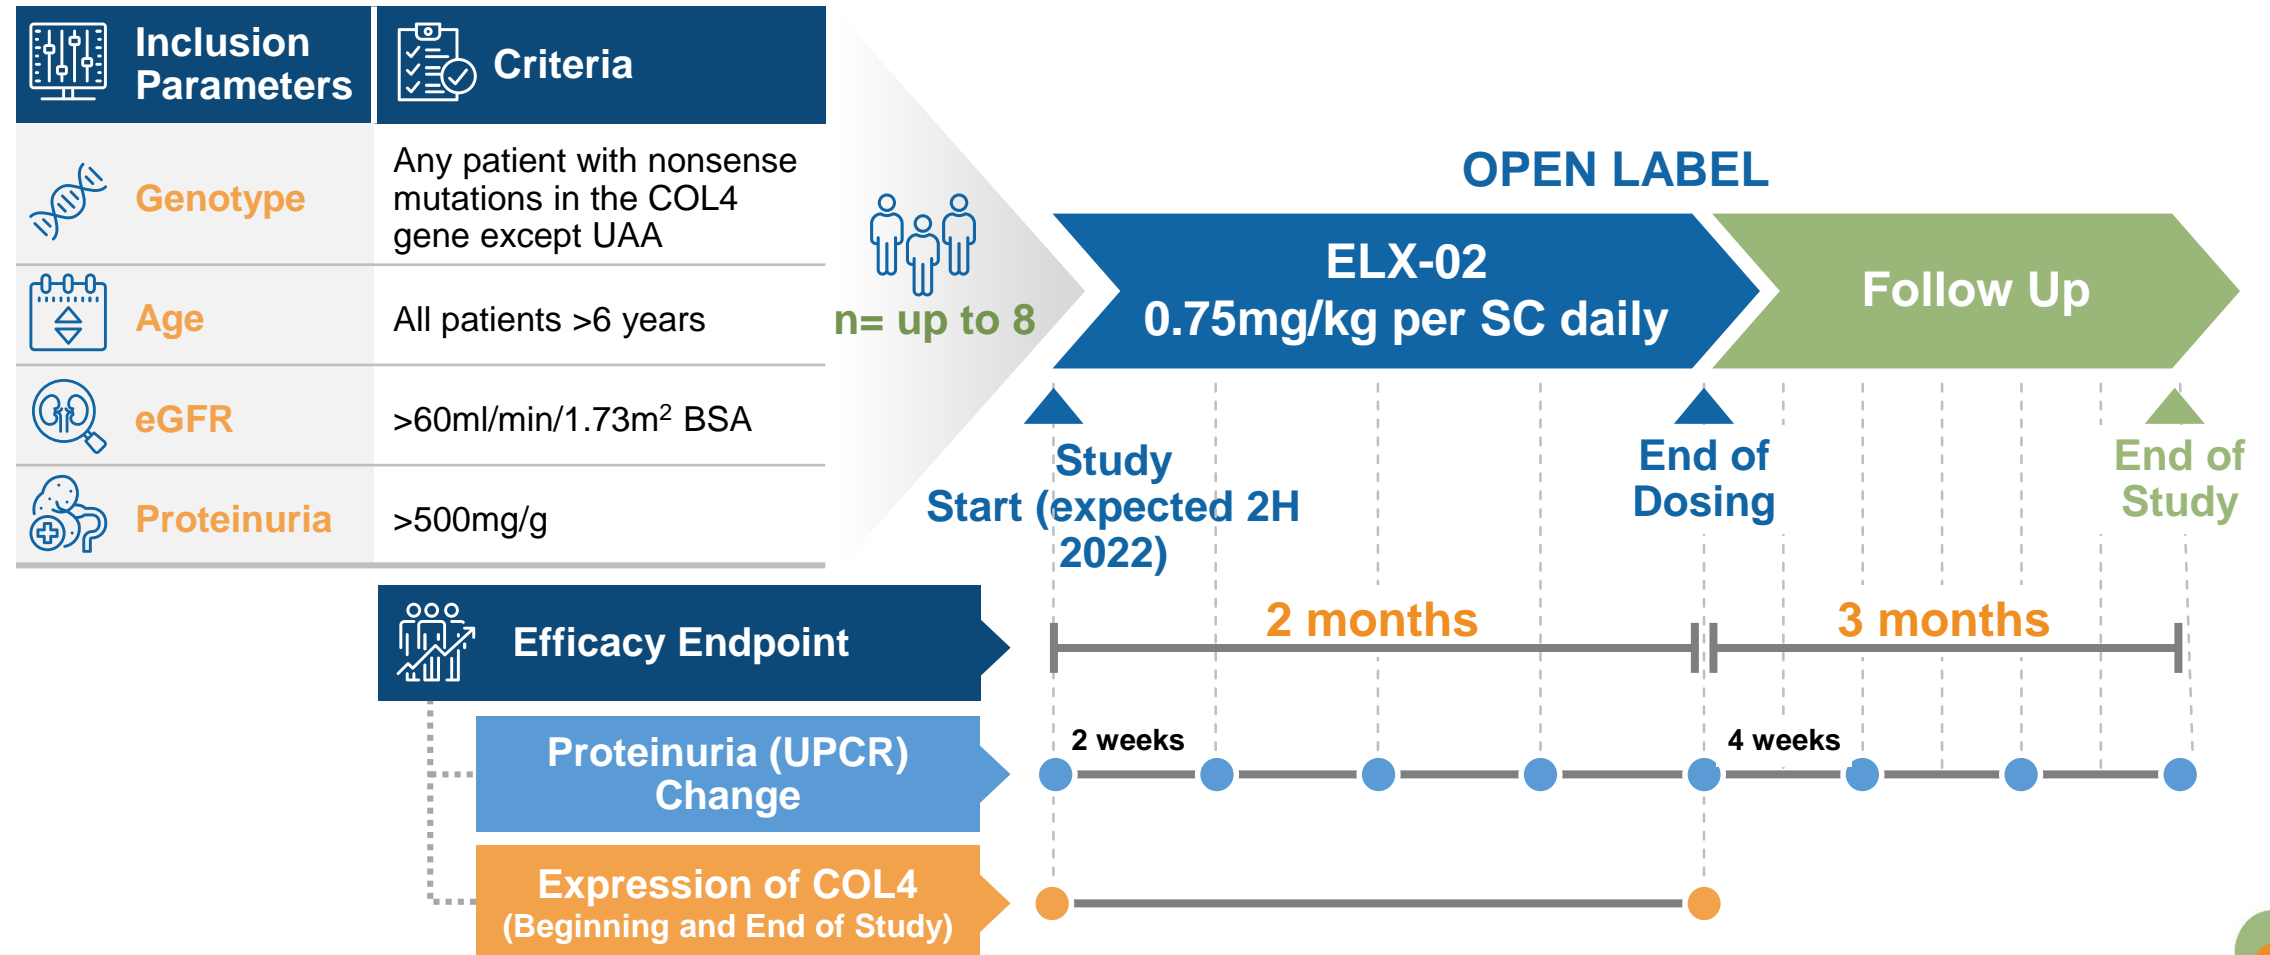 Inclusion
Parameters
Criteria
Genotype
Any patient with nonsense
mutations in the COL4
gene except UAA
Age
All patients >6 years
eGFR
>60ml/min/1.73m² BSA
Proteinuria
>500mg/g
n= up to 8
OPEN LABEL
ELX-02
0.75mg/kg per SC daily
Follow Up
Study
Start (expected 2H
2022)
End of
Dosing
End of
Study
Efficacy Endpoint
2 months
3 months
Proteinuria (UPCR)
Change
2 weeks
4 weeks
Expression of COL4
(Beginning and End of Study)